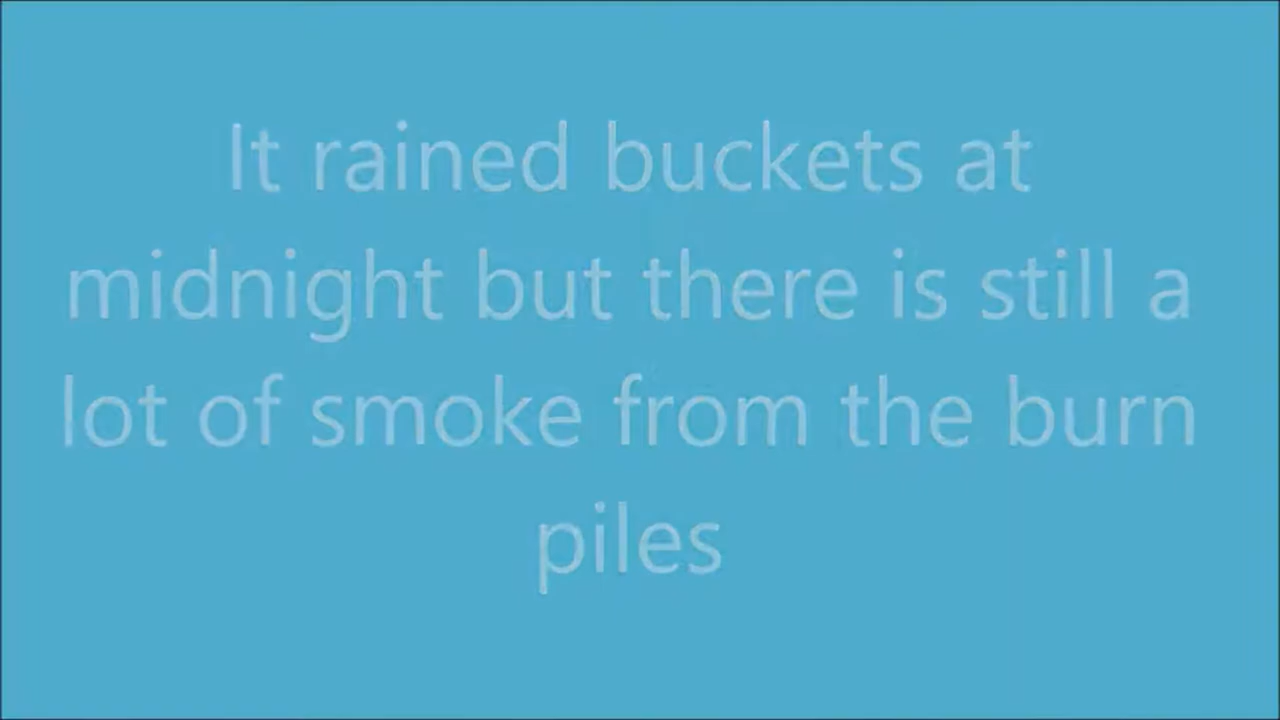 It rained buckets at
midnight but there is still a
lot of smoke from the burn
piles